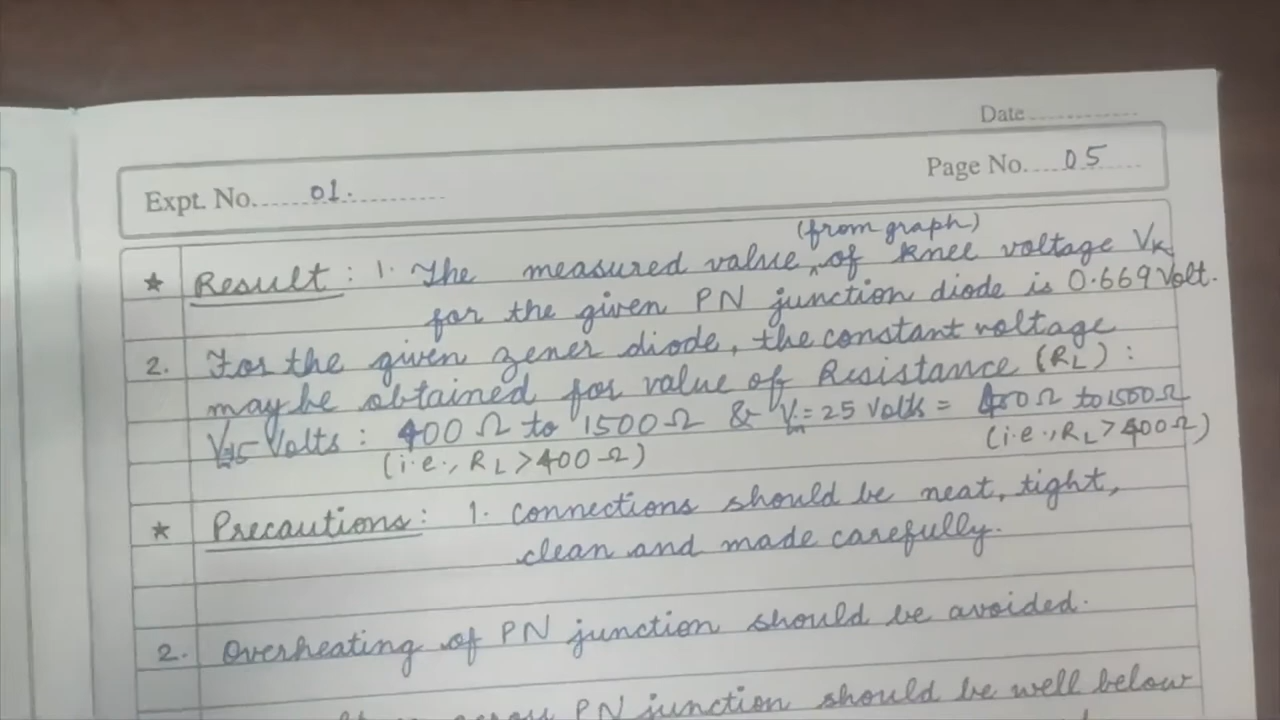 Date
Expt. No. 01.
Page No. 05
(from graph)
* Result : 1. The measured value ^ of knee voltage VK
for the given PN junction diode is 0.669 Volt.
2. For the given zener diode, the constant voltage
may be obtained for value of Resistance (RL) :
Volts : 400 Ω to 1500 Ω & Vin = 25 Volts = 400 Ω to 1500 Ω
(i.e., RL > 400 Ω) (i.e., RL > 400 Ω)
* Precautions : 1. Connections should be neat, tight,
clean and made carefully.
2. Overheating of PN junction should be avoided.
PN junction should be well below